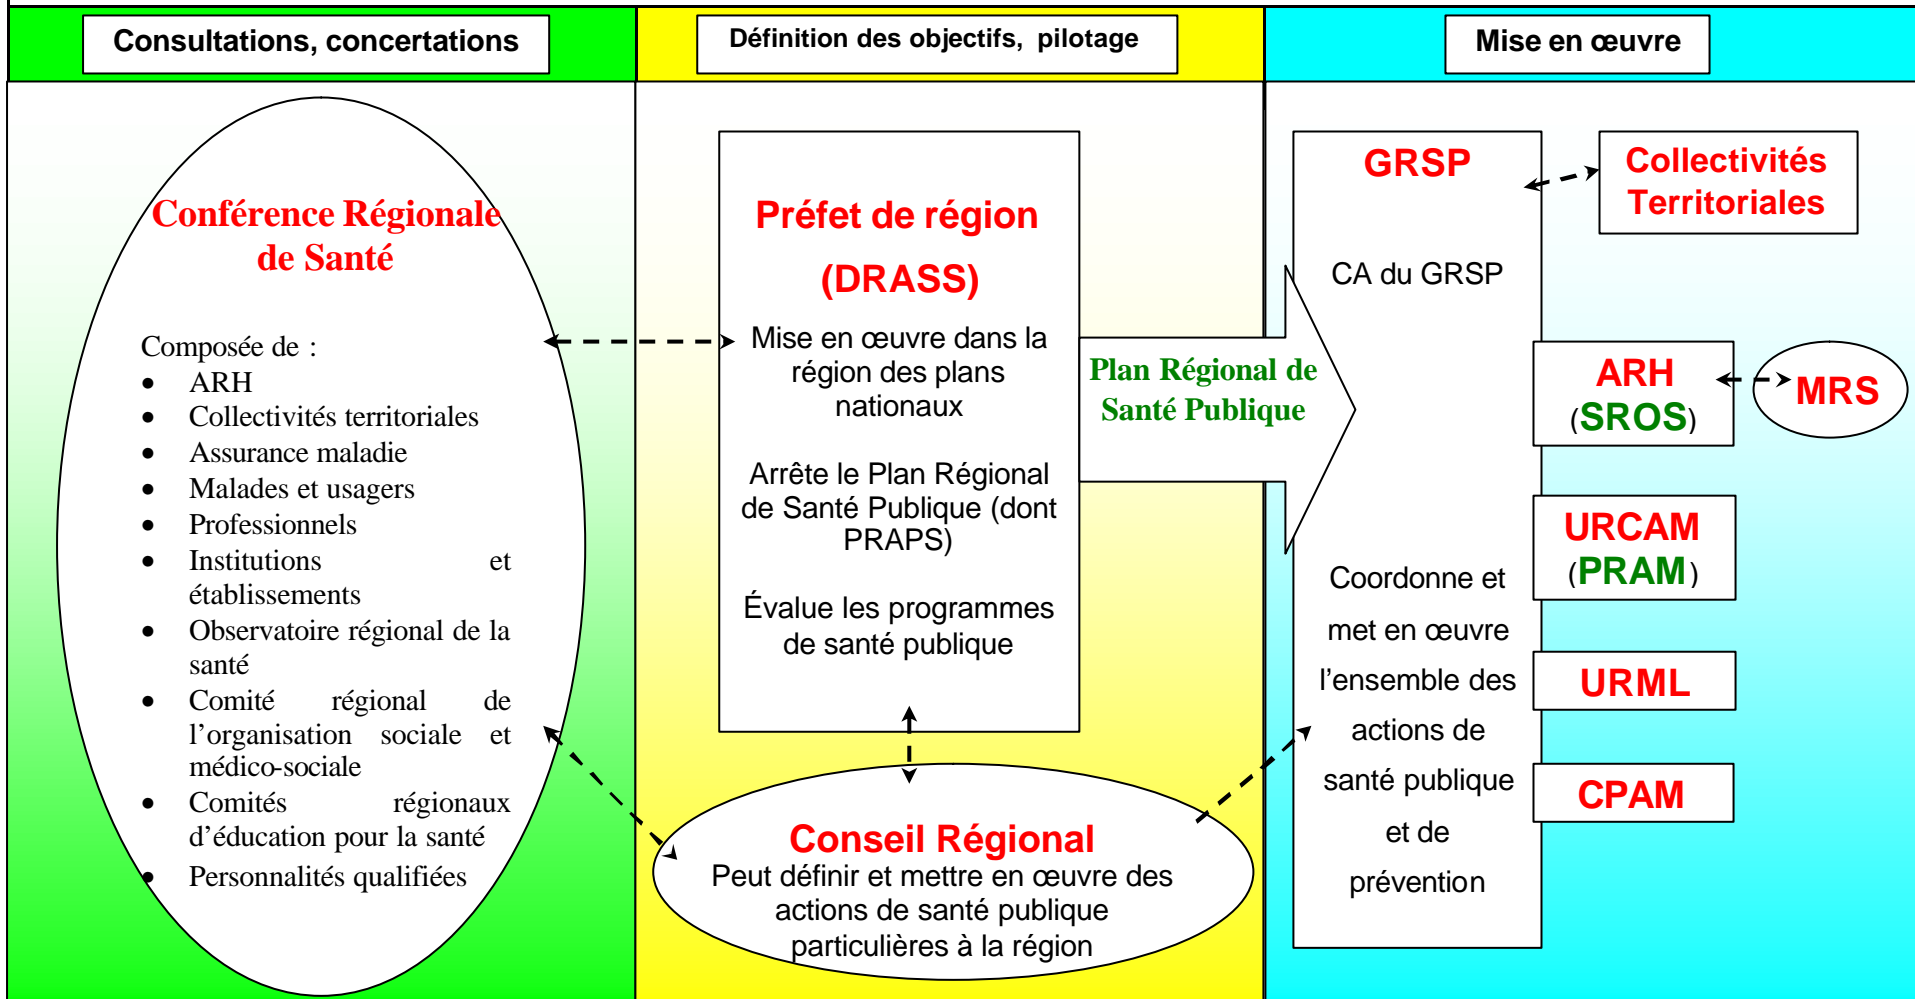 Consultations, concertations
Définition des objectifs, pilotage
Mise en œuvre
Conférence Régionale
de Santé
Composée de :
• ARH
• Collectivités territoriales
• Assurance maladie
• Malades et usagers
• Professionnels
• Institutions et
établissements
• Observatoire régional de la
santé
• Comité régional de
l’organisation sociale et
médico-sociale
• Comités régionaux
d’éducation pour la santé
• Personnalités qualifiées
Préfet de région
(DRASS)
Mise en œuvre dans la
région des plans
nationaux
Arrête le Plan Régional
de Santé Publique (dont
PRAPS)
Évalue les programmes
de santé publique
Conseil Régional
Peut définir et mettre en œuvre des
actions de santé publique
particulières à la région
Plan Régional de
Santé Publique
GRSP
CA du GRSP
Coordonne et
met en œuvre
l’ensemble des
actions de
santé publique
et de
prévention
Collectivités
Territoriales
ARH
(SROS)
MRS
URCAM
(PRAM)
URML
CPAM